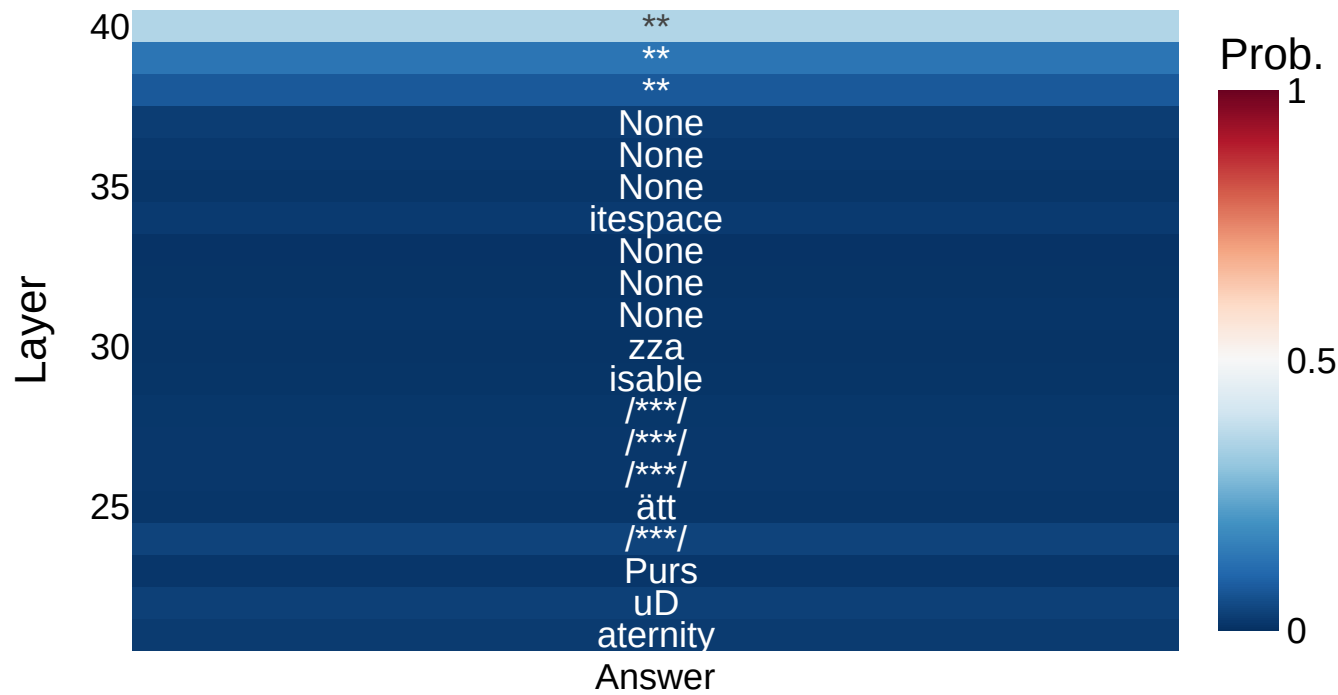 40
**
Prob.
**
**
1
None
None
35
None
itespace
None
Layer
None
None
0.5
30
zza
isable
/***/
/***/
/***/
25
ätt
/***/
Purs
uD
0
aternity
Answer